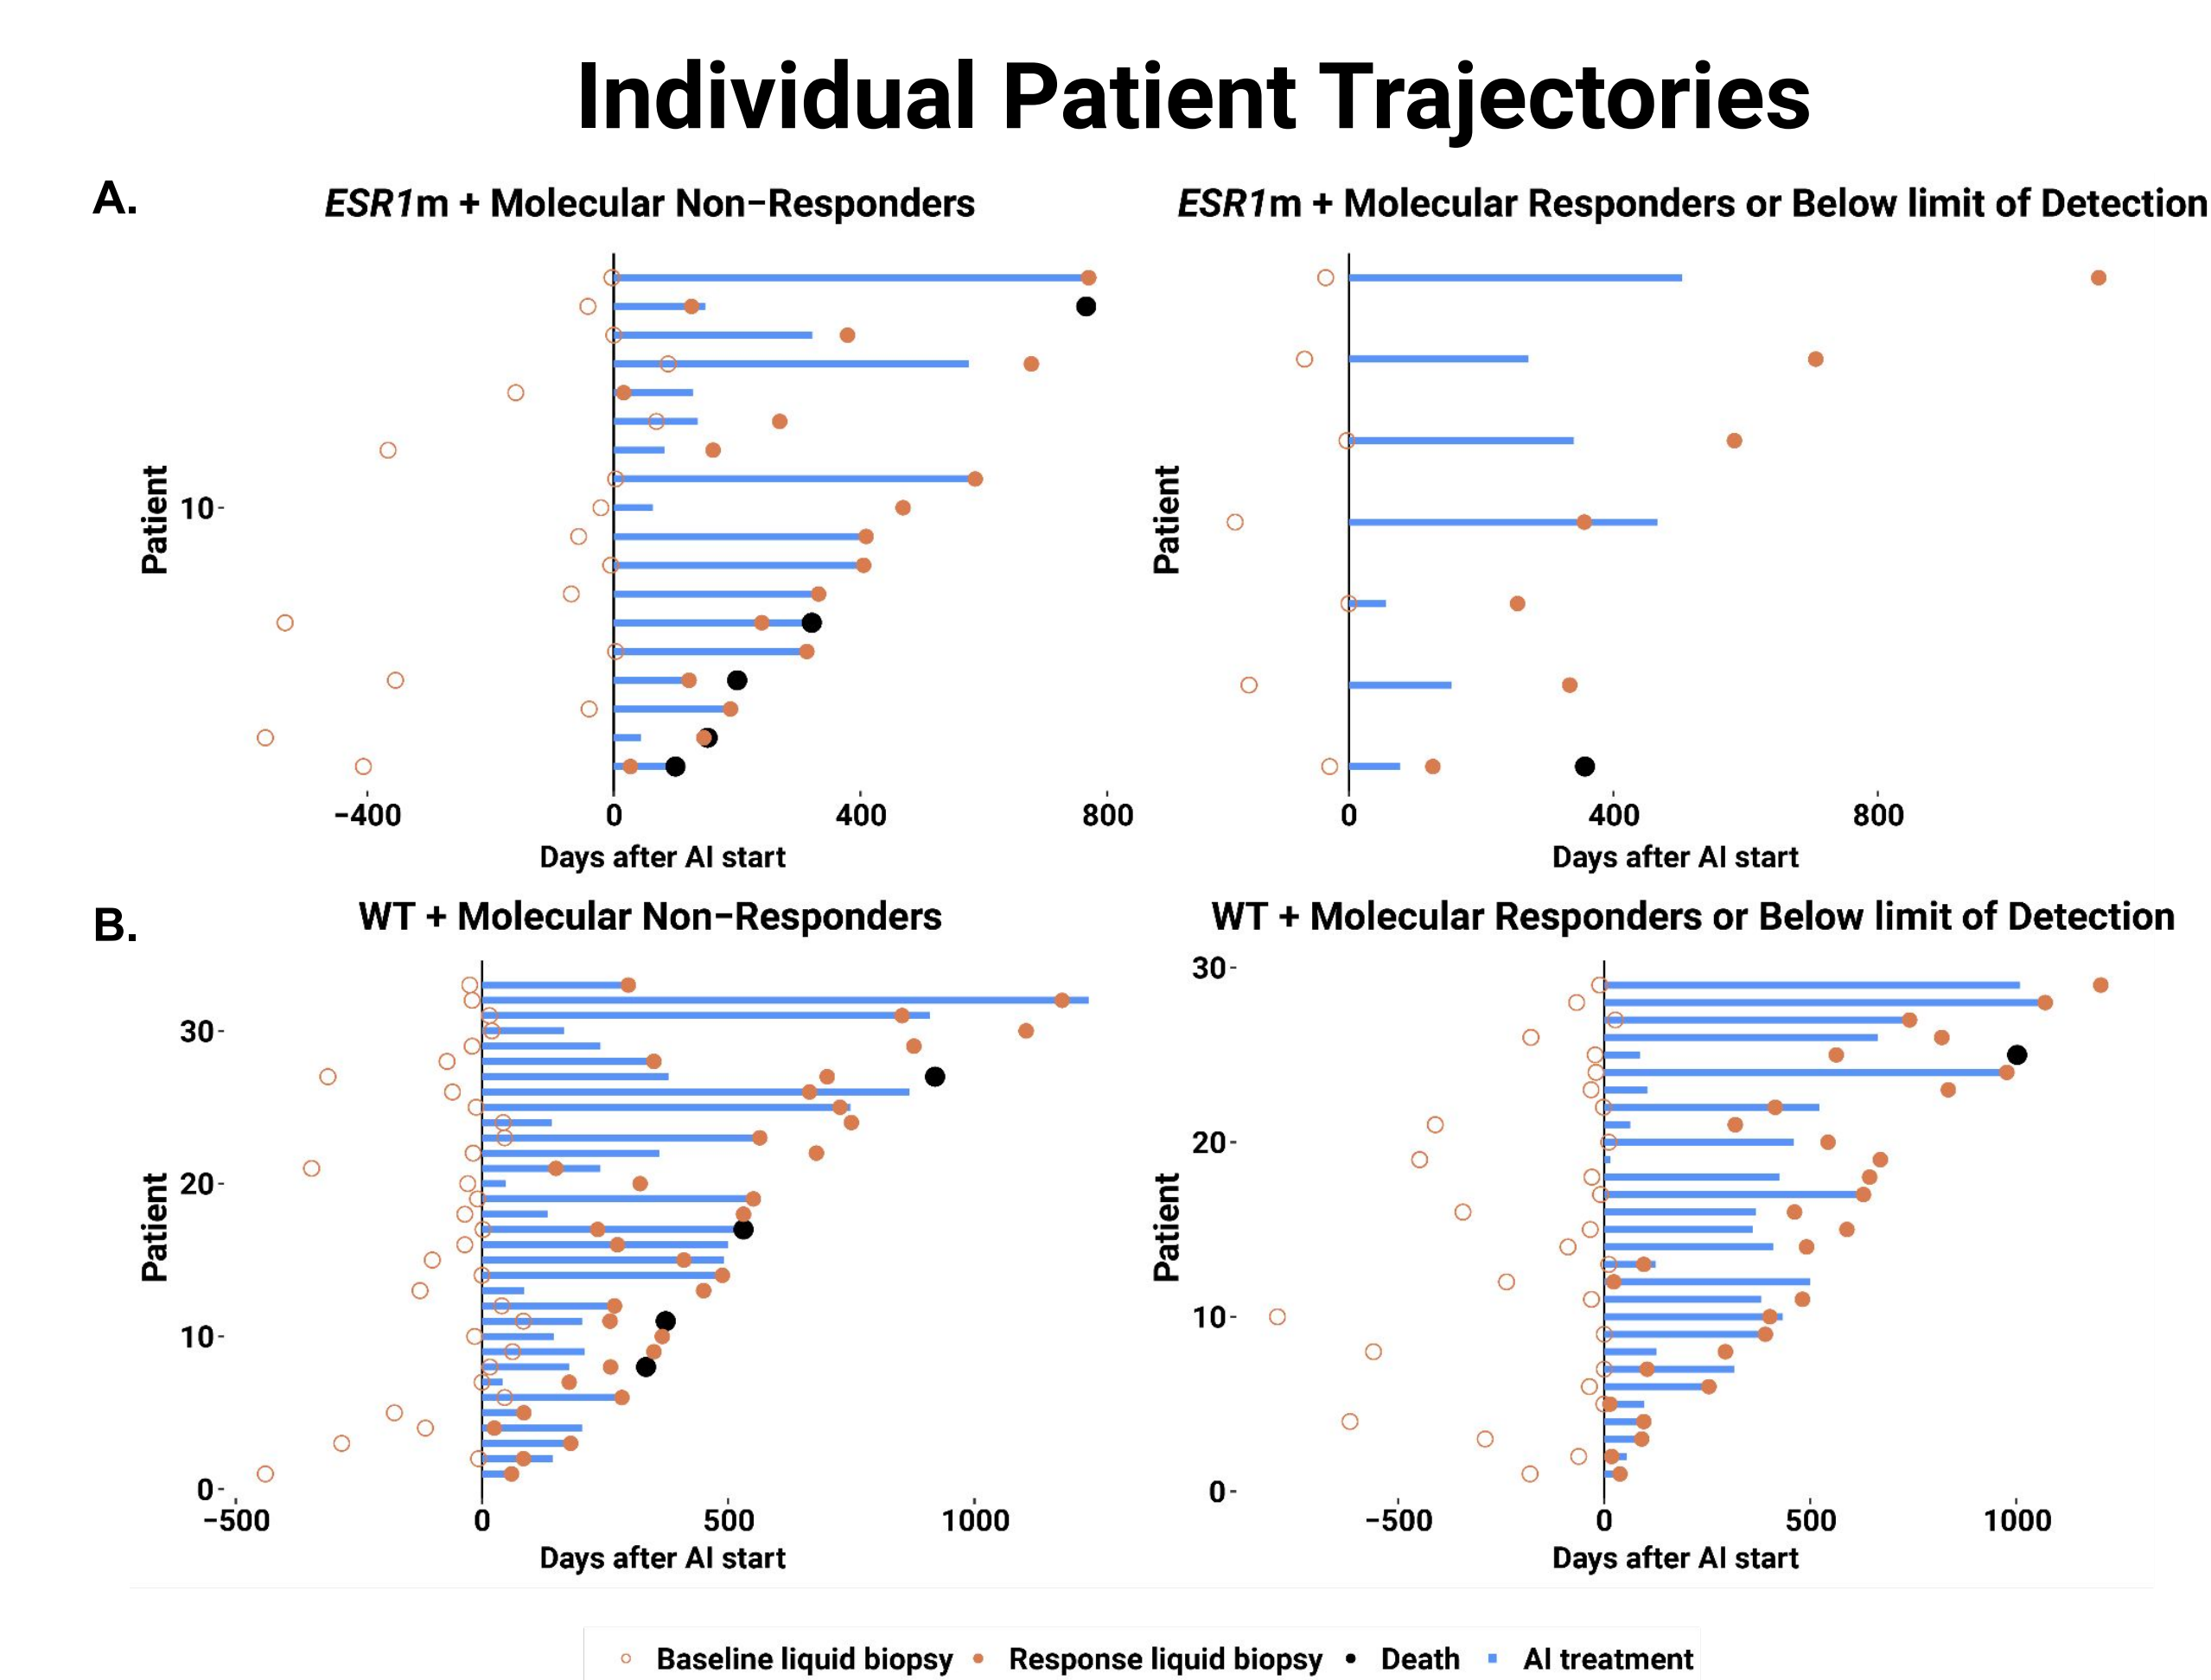 Individual Patient Trajectories
A.
ESR1m + Molecular Non−Responders
ESR1m + Molecular Responders or Below limit of Detection
Patient
10
−400 0 400 800
Days after AI start
Patient
0 400 800
Days after AI start
B.
WT + Molecular Non−Responders
WT + Molecular Responders or Below limit of Detection
Patient
30
20
10
0
−500 0 500 1000
Days after AI start
Patient
30
20
10
0
−500 0 500 1000
Days after AI start
Baseline liquid biopsy Response liquid biopsy Death AI treatment